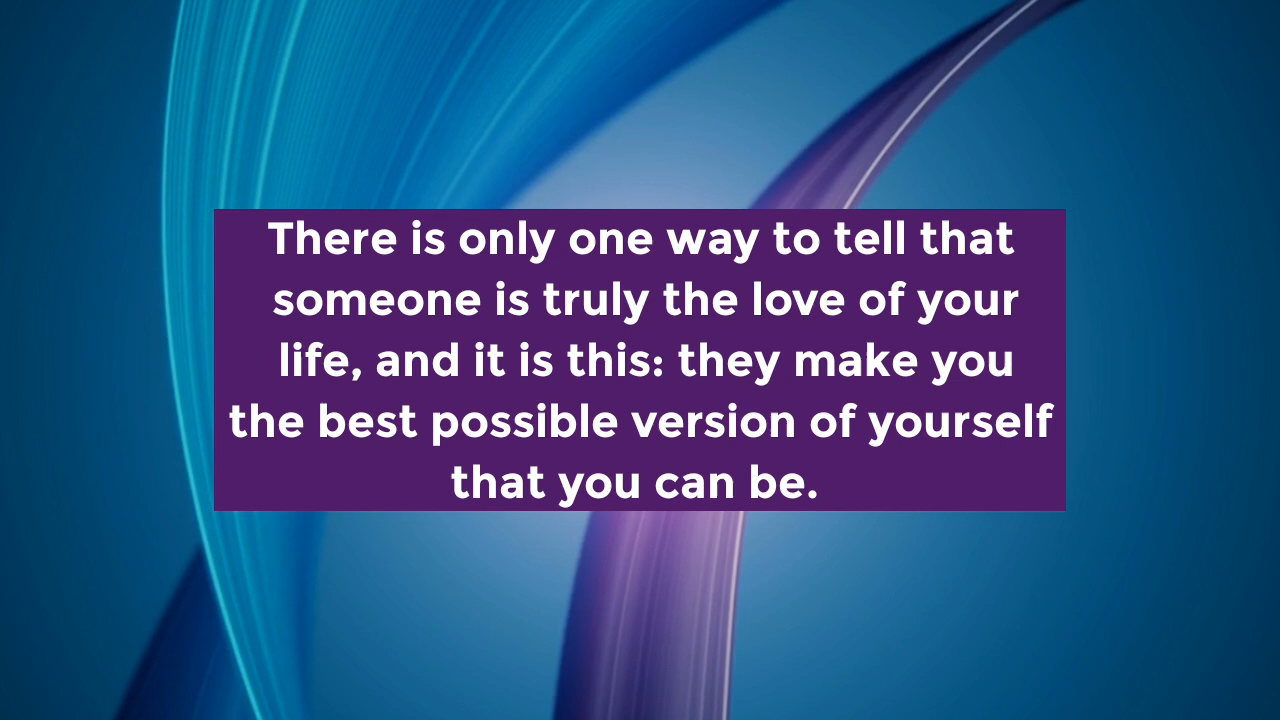 There is only one way to tell that
someone is truly the love of your
life, and it is this: they make you
the best possible version of yourself
that you can be.